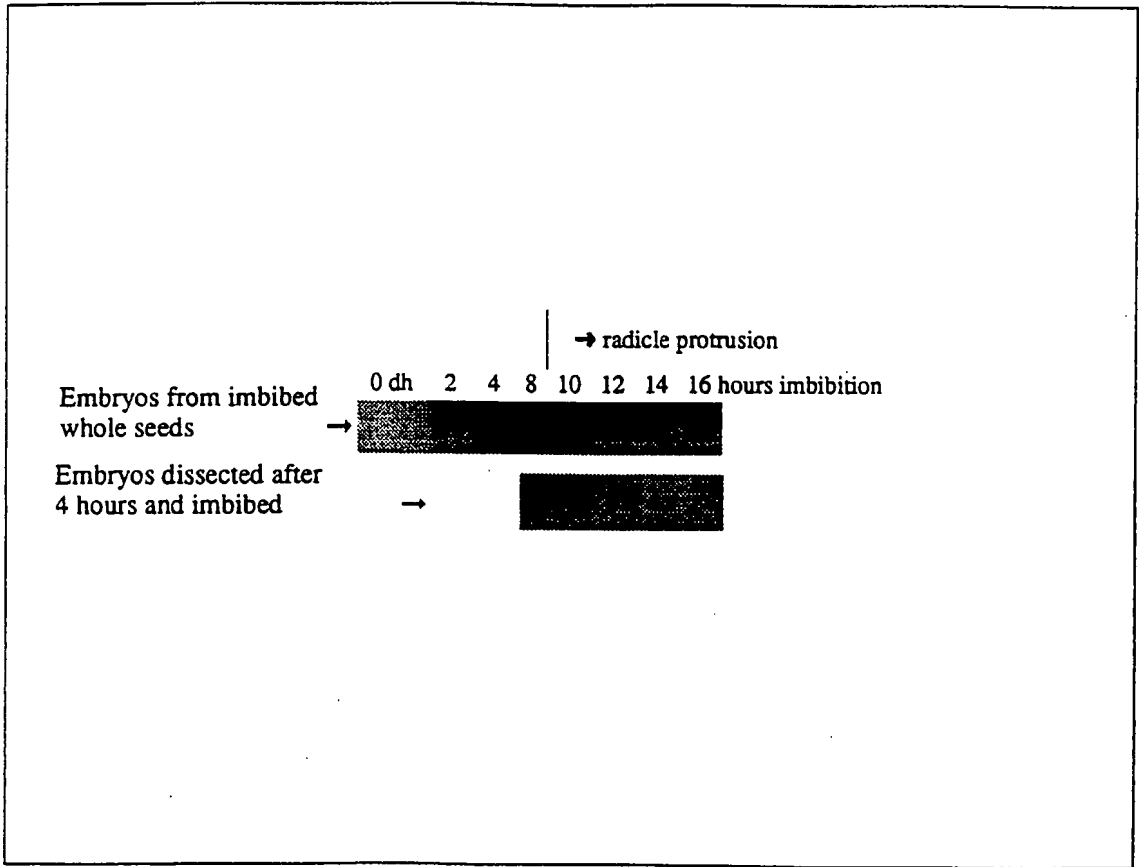 → radicle protrusion
0 dh 2 4 8 10 12 14 16 hours imbibition
Embryos from imbibed
whole seeds →
Embryos dissected after
4 hours and imbibed →